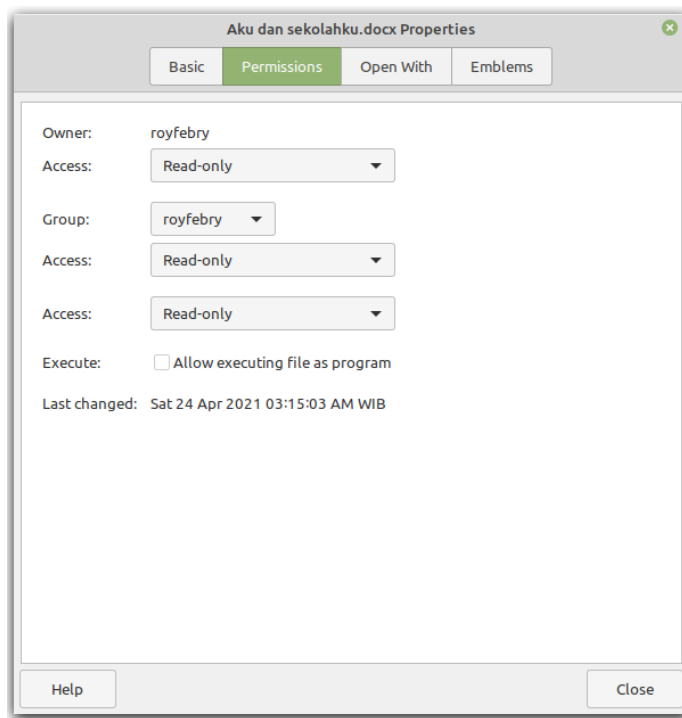 Aku dan sekolahku.docx Properties
Basic Permissions Open With Emblems
Owner: royfebry
Access: Read-only
Group: royfebry
Access: Read-only
Access: Read-only
Execute: Allow executing file as program
Last changed: Sat 24 Apr 2021 03:15:03 AM WIB
Help Close